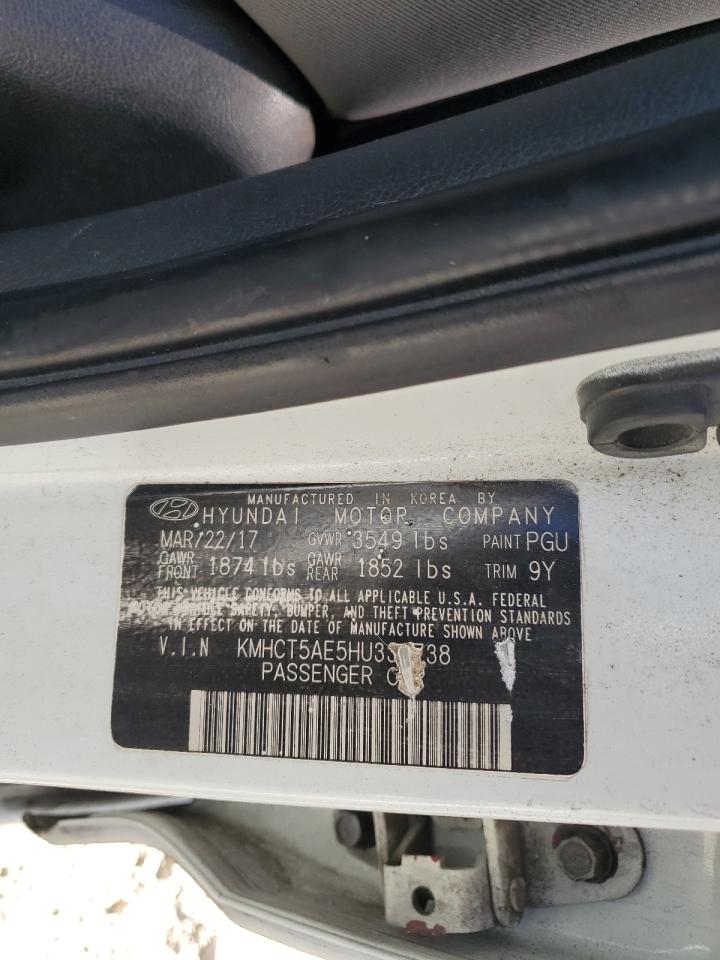 MANUFACTURED IN KOREA BY
HYUNDAI MOTOR COMPANY
MAR/22/17 GVWR 3549 lbs PAINT PGU
GAWR FRONT 1874 lbs GAWR REAR 1852 lbs TRIM 9Y
THIS VEHICLE CONFORMS TO ALL APPLICABLE U.S.A. FEDERAL
MOTOR VEHICLE SAFETY, BUMPER, AND THEFT PREVENTION STANDARDS
IN EFFECT ON THE DATE OF MANUFACTURE SHOWN ABOVE
V.I.N
PASSENGER